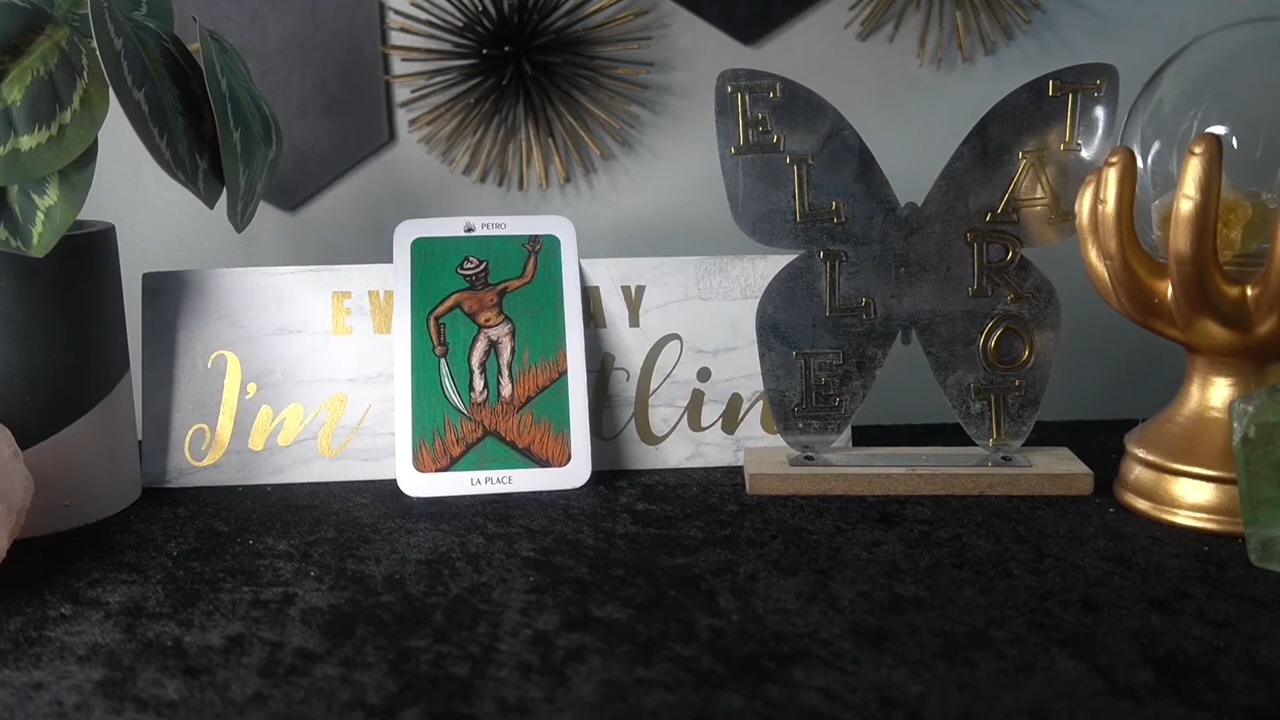 PETRO
LA PLACE
EV AY
I'm tlin
ELLE
TAROT